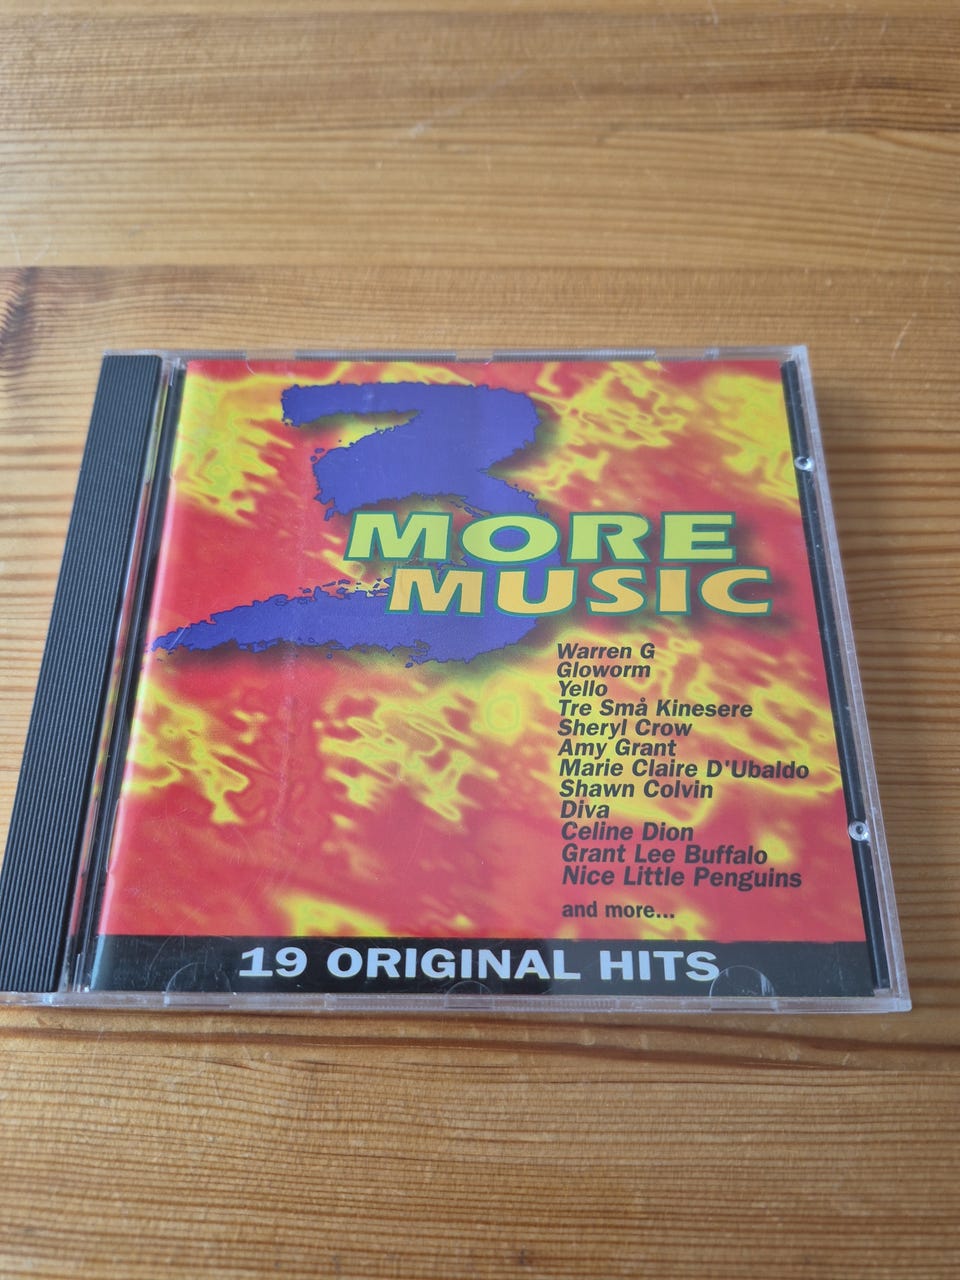 3
MORE
MUSIC
Warren G
Gloworm
Yello
Tre Små Kinesere
Sheryl Crow
Amy Grant
Marie Claire D'Ubaldo
Shawn Colvin
Diva
Celine Dion
Grant Lee Buffalo
Nice Little Penguins
and more...
19 ORIGINAL HITS